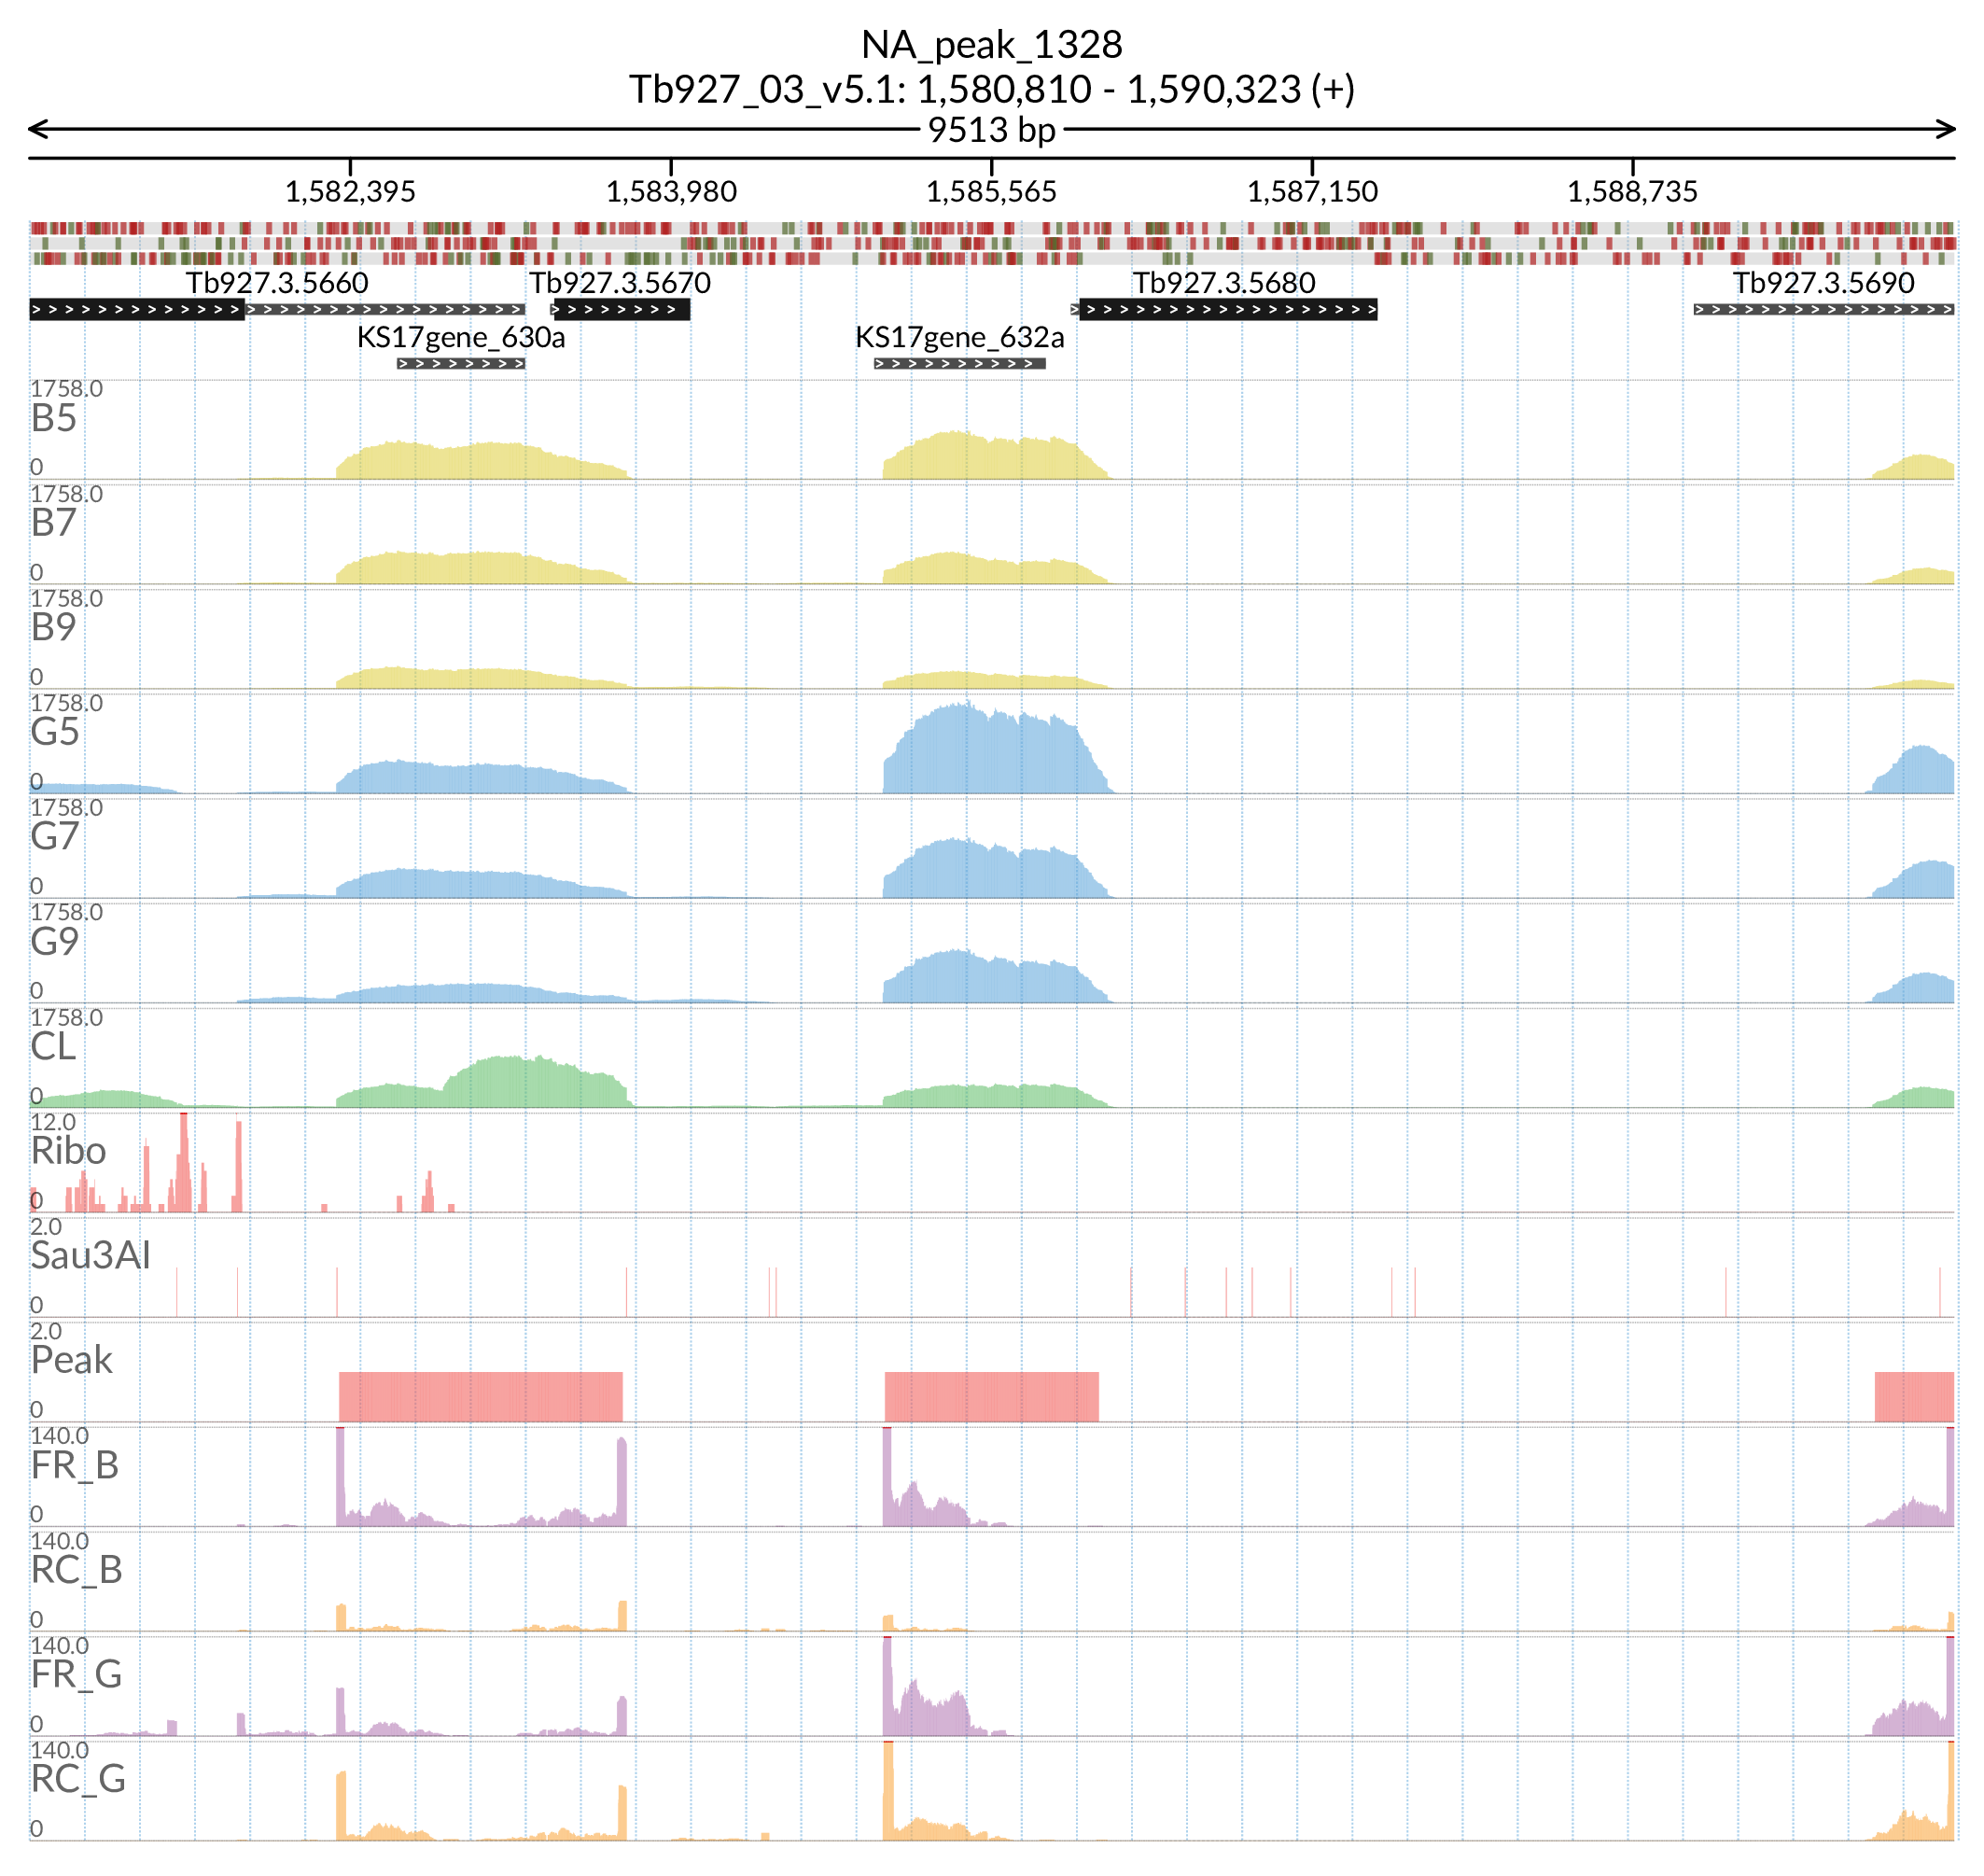 NA_peak_1328
Tb927_03_v5.1: 1,580,810 - 1,590,323 (+)
9513 bp
1,582,395 1,583,980 1,585,565 1,587,150 1,588,735
Tb927.3.5660 Tb927.3.5670 Tb927.3.5680 Tb927.3.5690
KS17gene_630a KS17gene_632a
1758.0
B5
0
1758.0
B7
0
1758.0
B9
0
1758.0
G5
0
1758.0
G7
0
1758.0
G9
0
1758.0
CL
0
12.0
Ribo
0
2.0
Sau3AI
0
2.0
Peak
0
140.0
FR_B
0
140.0
RC_B
0
140.0
FR_G
0
140.0
RC_G
0